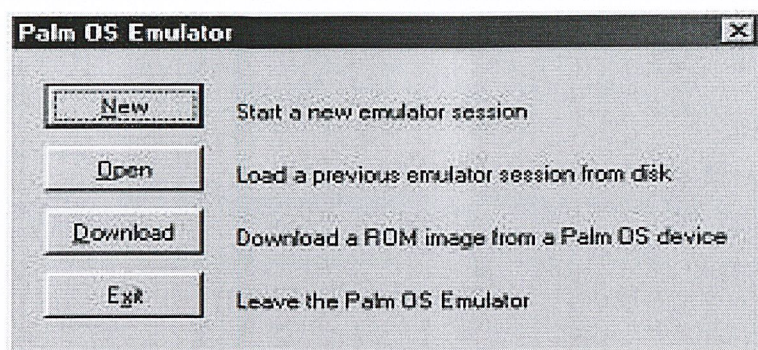 Palm OS Emulator
New Start a new emulator session
Open Load a previous emulator session from disk
Download Download a ROM image from a Palm OS device
Exit Leave the Palm OS Emulator